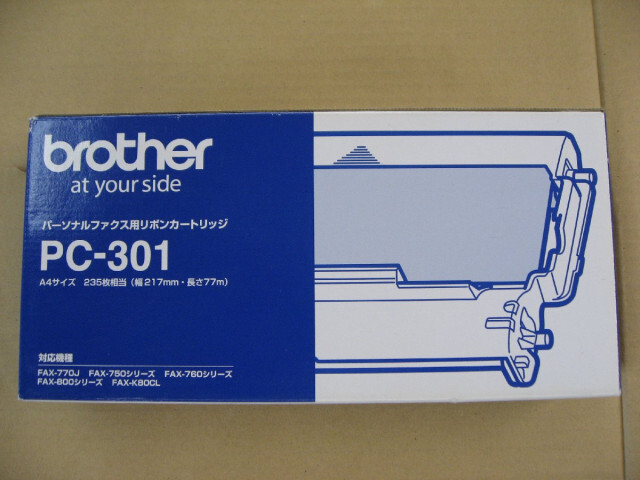 brother
at your side
パーソナルファクス用リボンカートリッジ
PC-301
A4サイズ 235枚相当（幅217mm・長さ77m）
対応機種
FAX-770J FAX-750シリーズ FAX-760シリーズ
FAX-800シリーズ FAX-K80CL